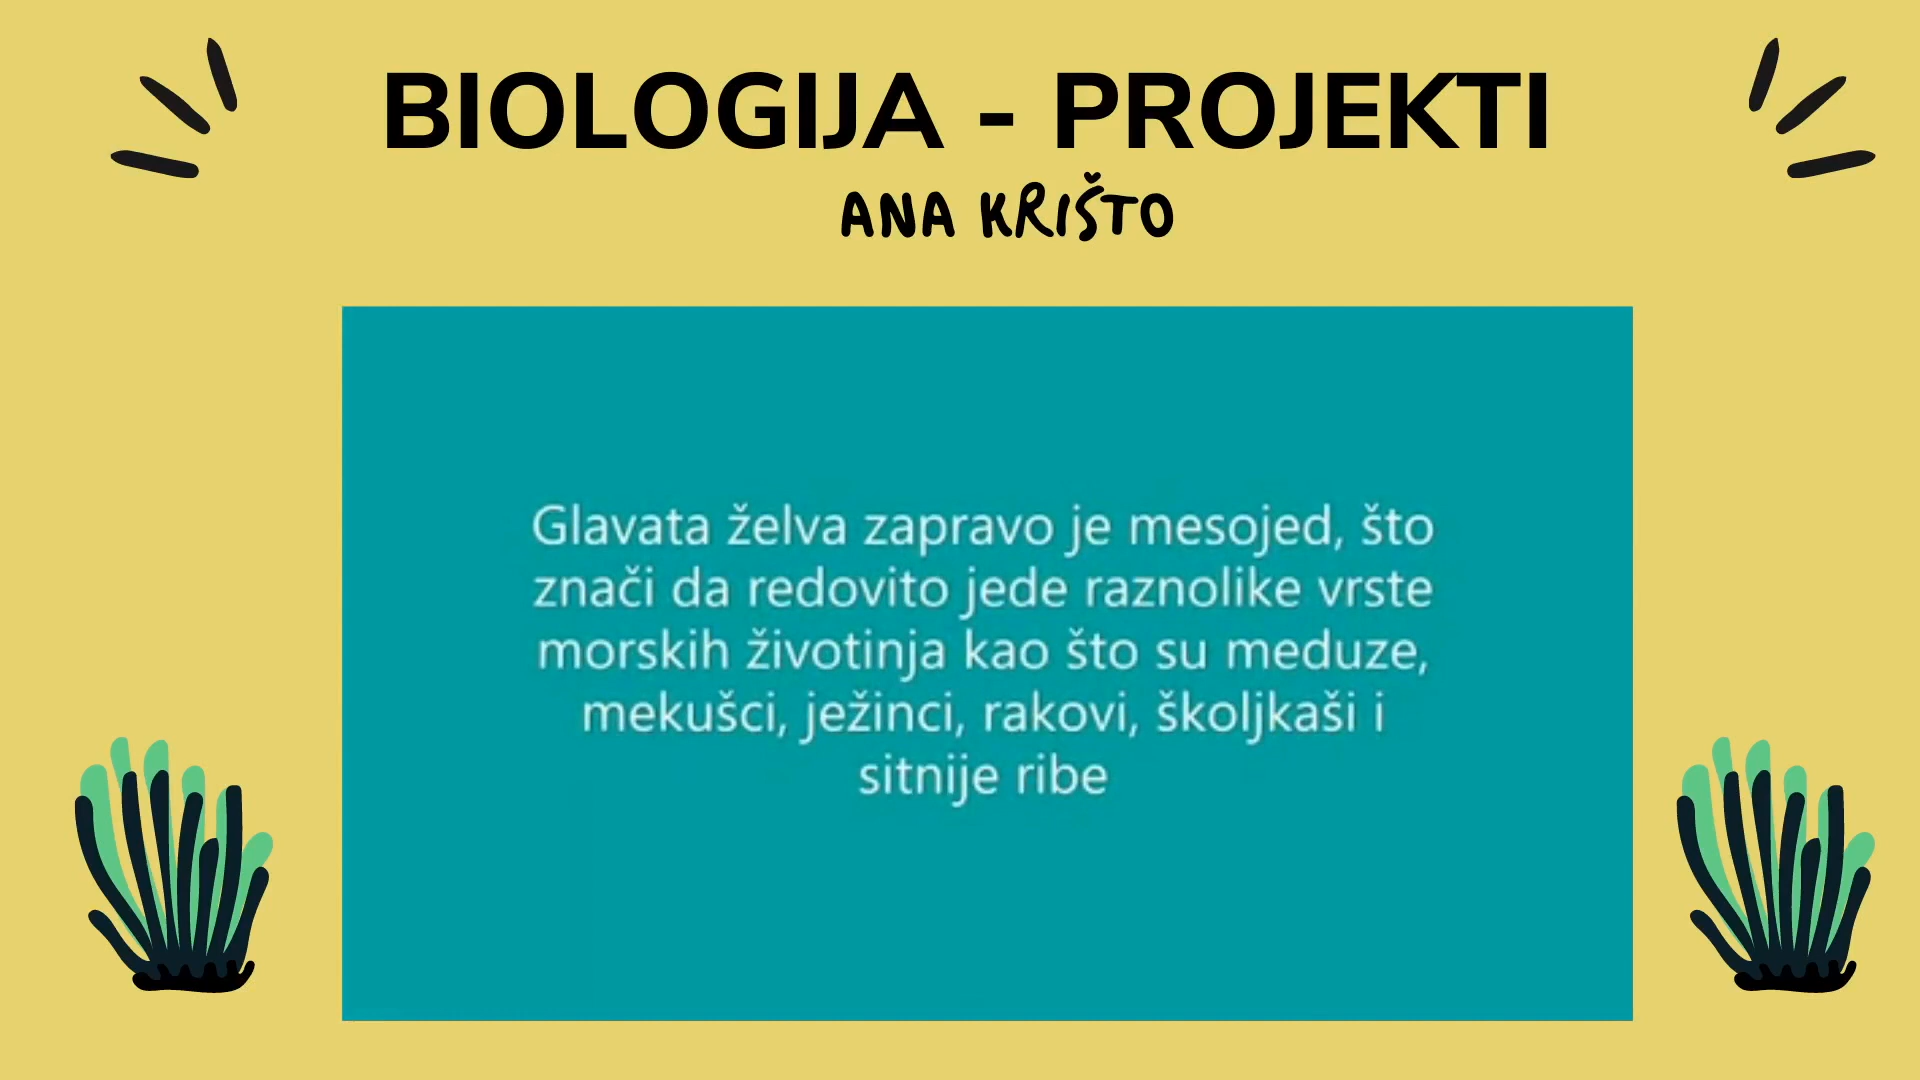 BIOLOGIJA - PROJEKTI
ANA KRIŠTO
Glavata želva zapravo je mesojed, što
znači da redovito jede raznolike vrste
morskih životinja kao što su meduze,
mekušci, ježinci, rakovi, školjkaši i
sitnije ribe